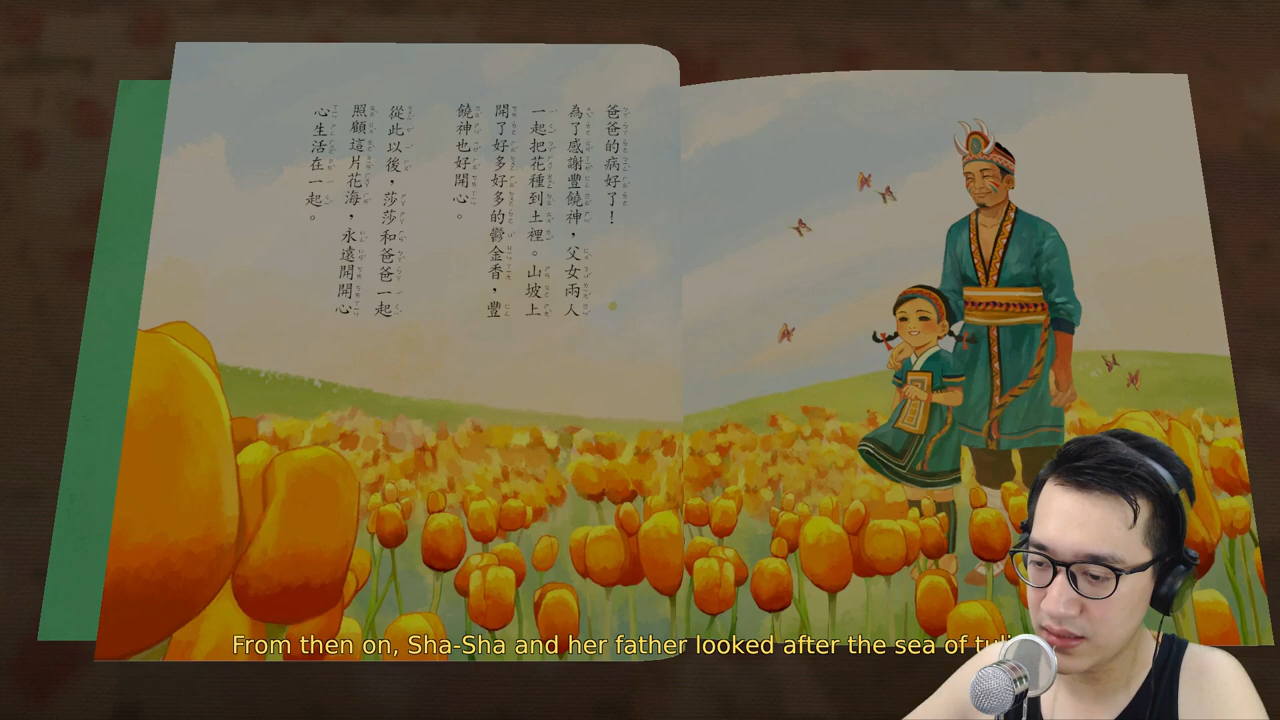 爸爸的病好了！
為了感謝豐饒神，父女兩人
一起把花種到土裡。山坡上
開了好多好多的鬱金香，豐
饒神也好開心。
從此以後，莎莎和爸爸一起
照顧這片花海，永遠開開心
心生活在一起。
From then on, Sha-Sha and her father looked after the sea of